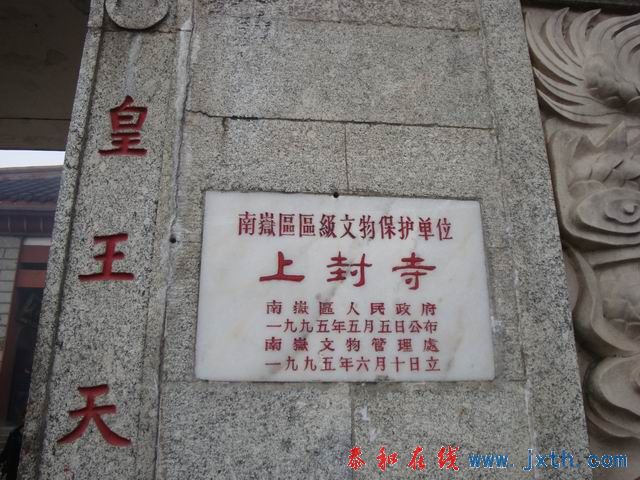 皇王天
南嶽區區級文物保护单位
上封寺
南嶽區人民政府
一九九五年五月五日公布
南嶽文物管理處
一九九五年六月十日立
泰和在线 www.jxth.com